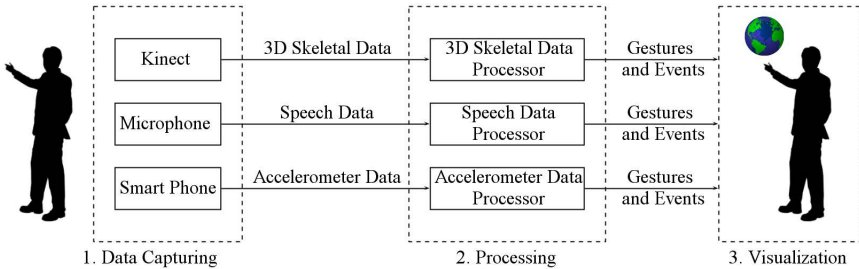 Kinect
3D Skeletal Data
3D Skeletal Data
Processor
Gestures
and Events
Microphone
Speech Data
Speech Data
Processor
Gestures
and Events
Smart Phone
Accelerometer Data
Accelerometer Data
Processor
Gestures
and Events
1. Data Capturing
2. Processing
3. Visualization